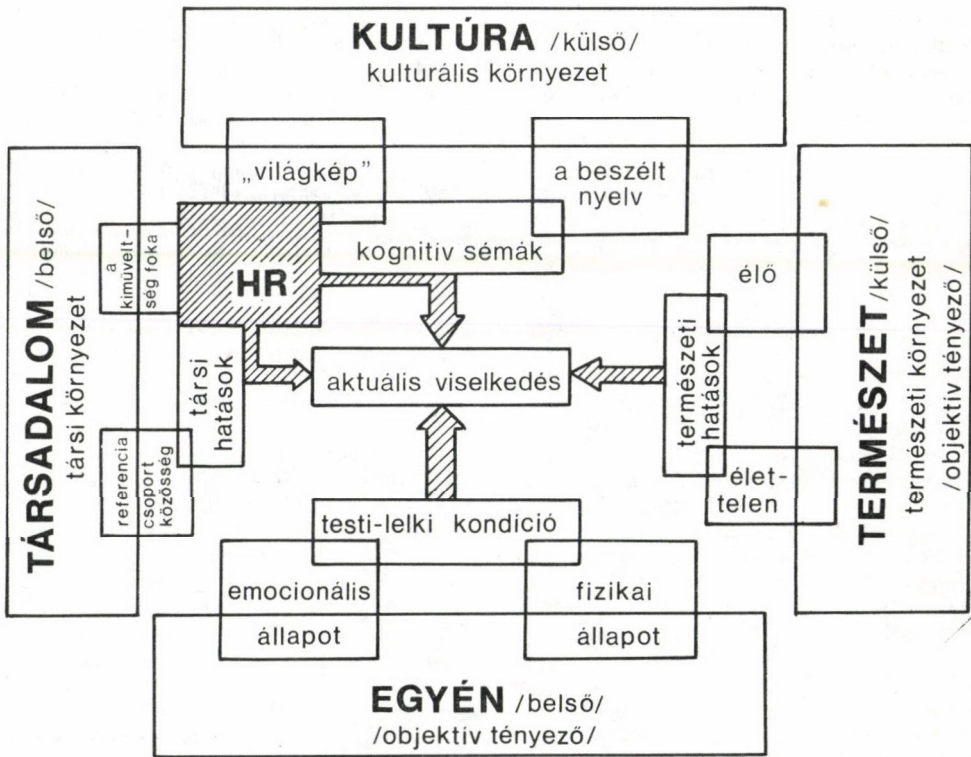 KULTÚRA /külső/
kulturális környezet
„világkép”
a beszélt
nyelv
TÁRSADALOM /belső/
társi környezet
a
kiművelt–
ség foka
HR
kognitív sémák
társi
hatások
referencia
csoport
közösség
aktuális viselkedés
természeti
hatások
élő
élet-
telen
TERMÉSZET /külső/
természeti környezet
/objektiv tényező/
testi-lelki kondíció
emocionális
állapot
fizikai
állapot
EGYÉN /belső/
/objektív tényező/